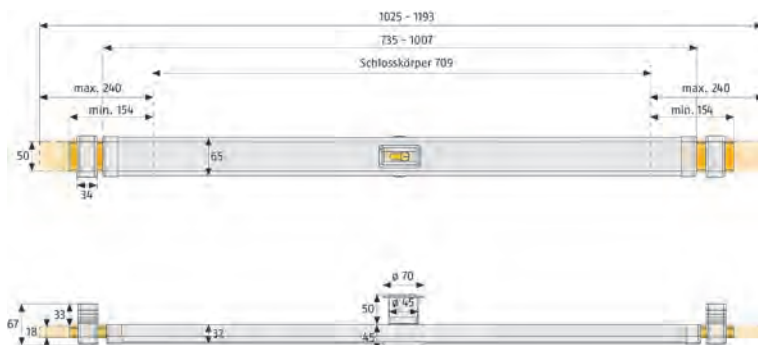 1025 - 1193
735 - 1007
Schlosskörper 709
max. 240
max. 240
min. 154
min. 154
50
65
34
ø 70
ø 45
50
33
67
18
32
45